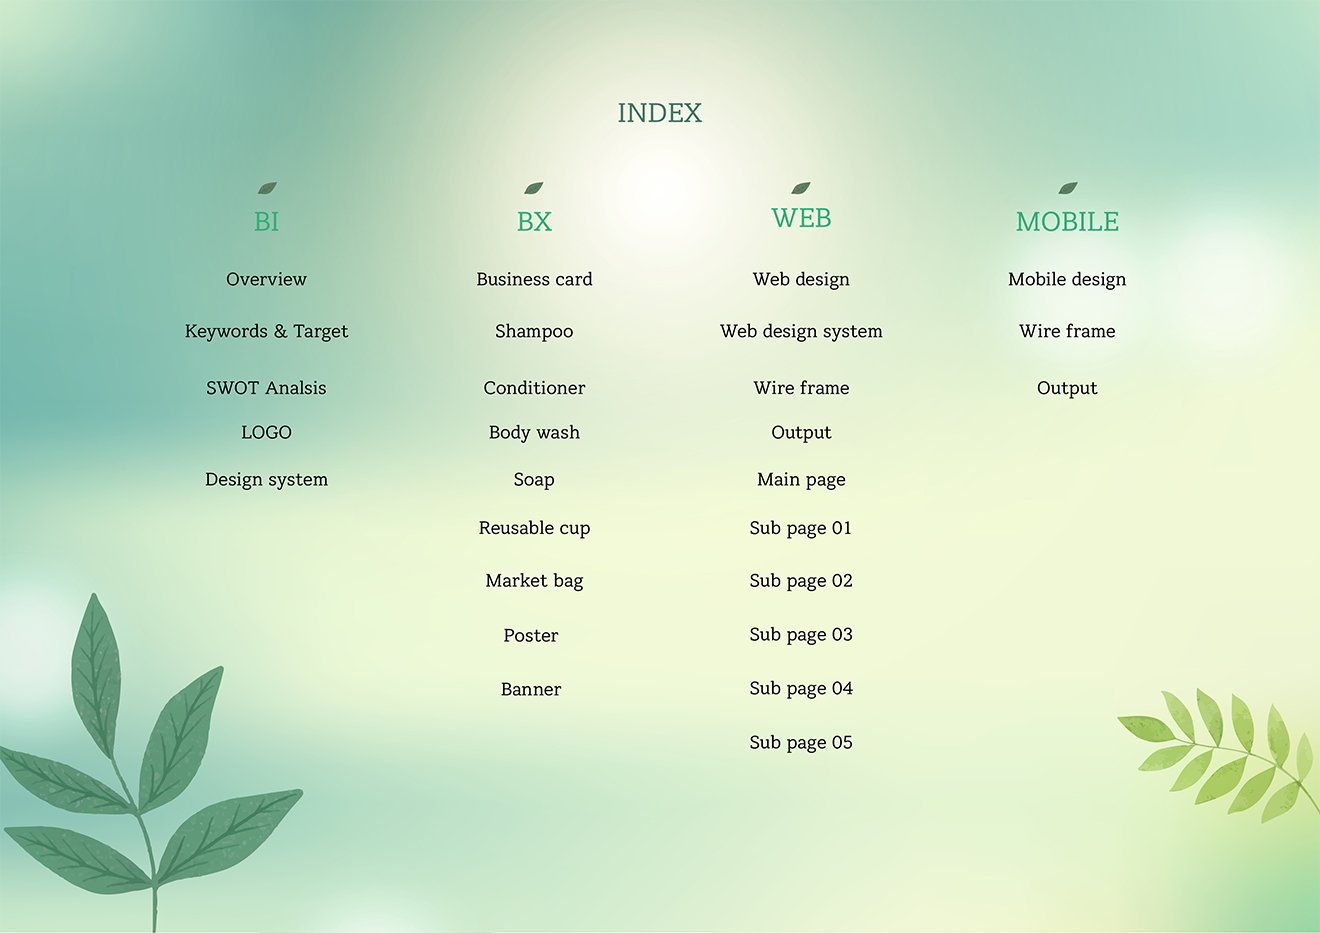 INDEX
BI
Overview
Keywords & Target
SWOT Analsis
LOGO
Design system
BX
Business card
Shampoo
Conditioner
Body wash
Soap
Reusable cup
Market bag
Poster
Banner
WEB
Web design
Web design system
Wire frame
Output
Main page
Sub page 01
Sub page 02
Sub page 03
Sub page 04
Sub page 05
MOBILE
Mobile design
Wire frame
Output